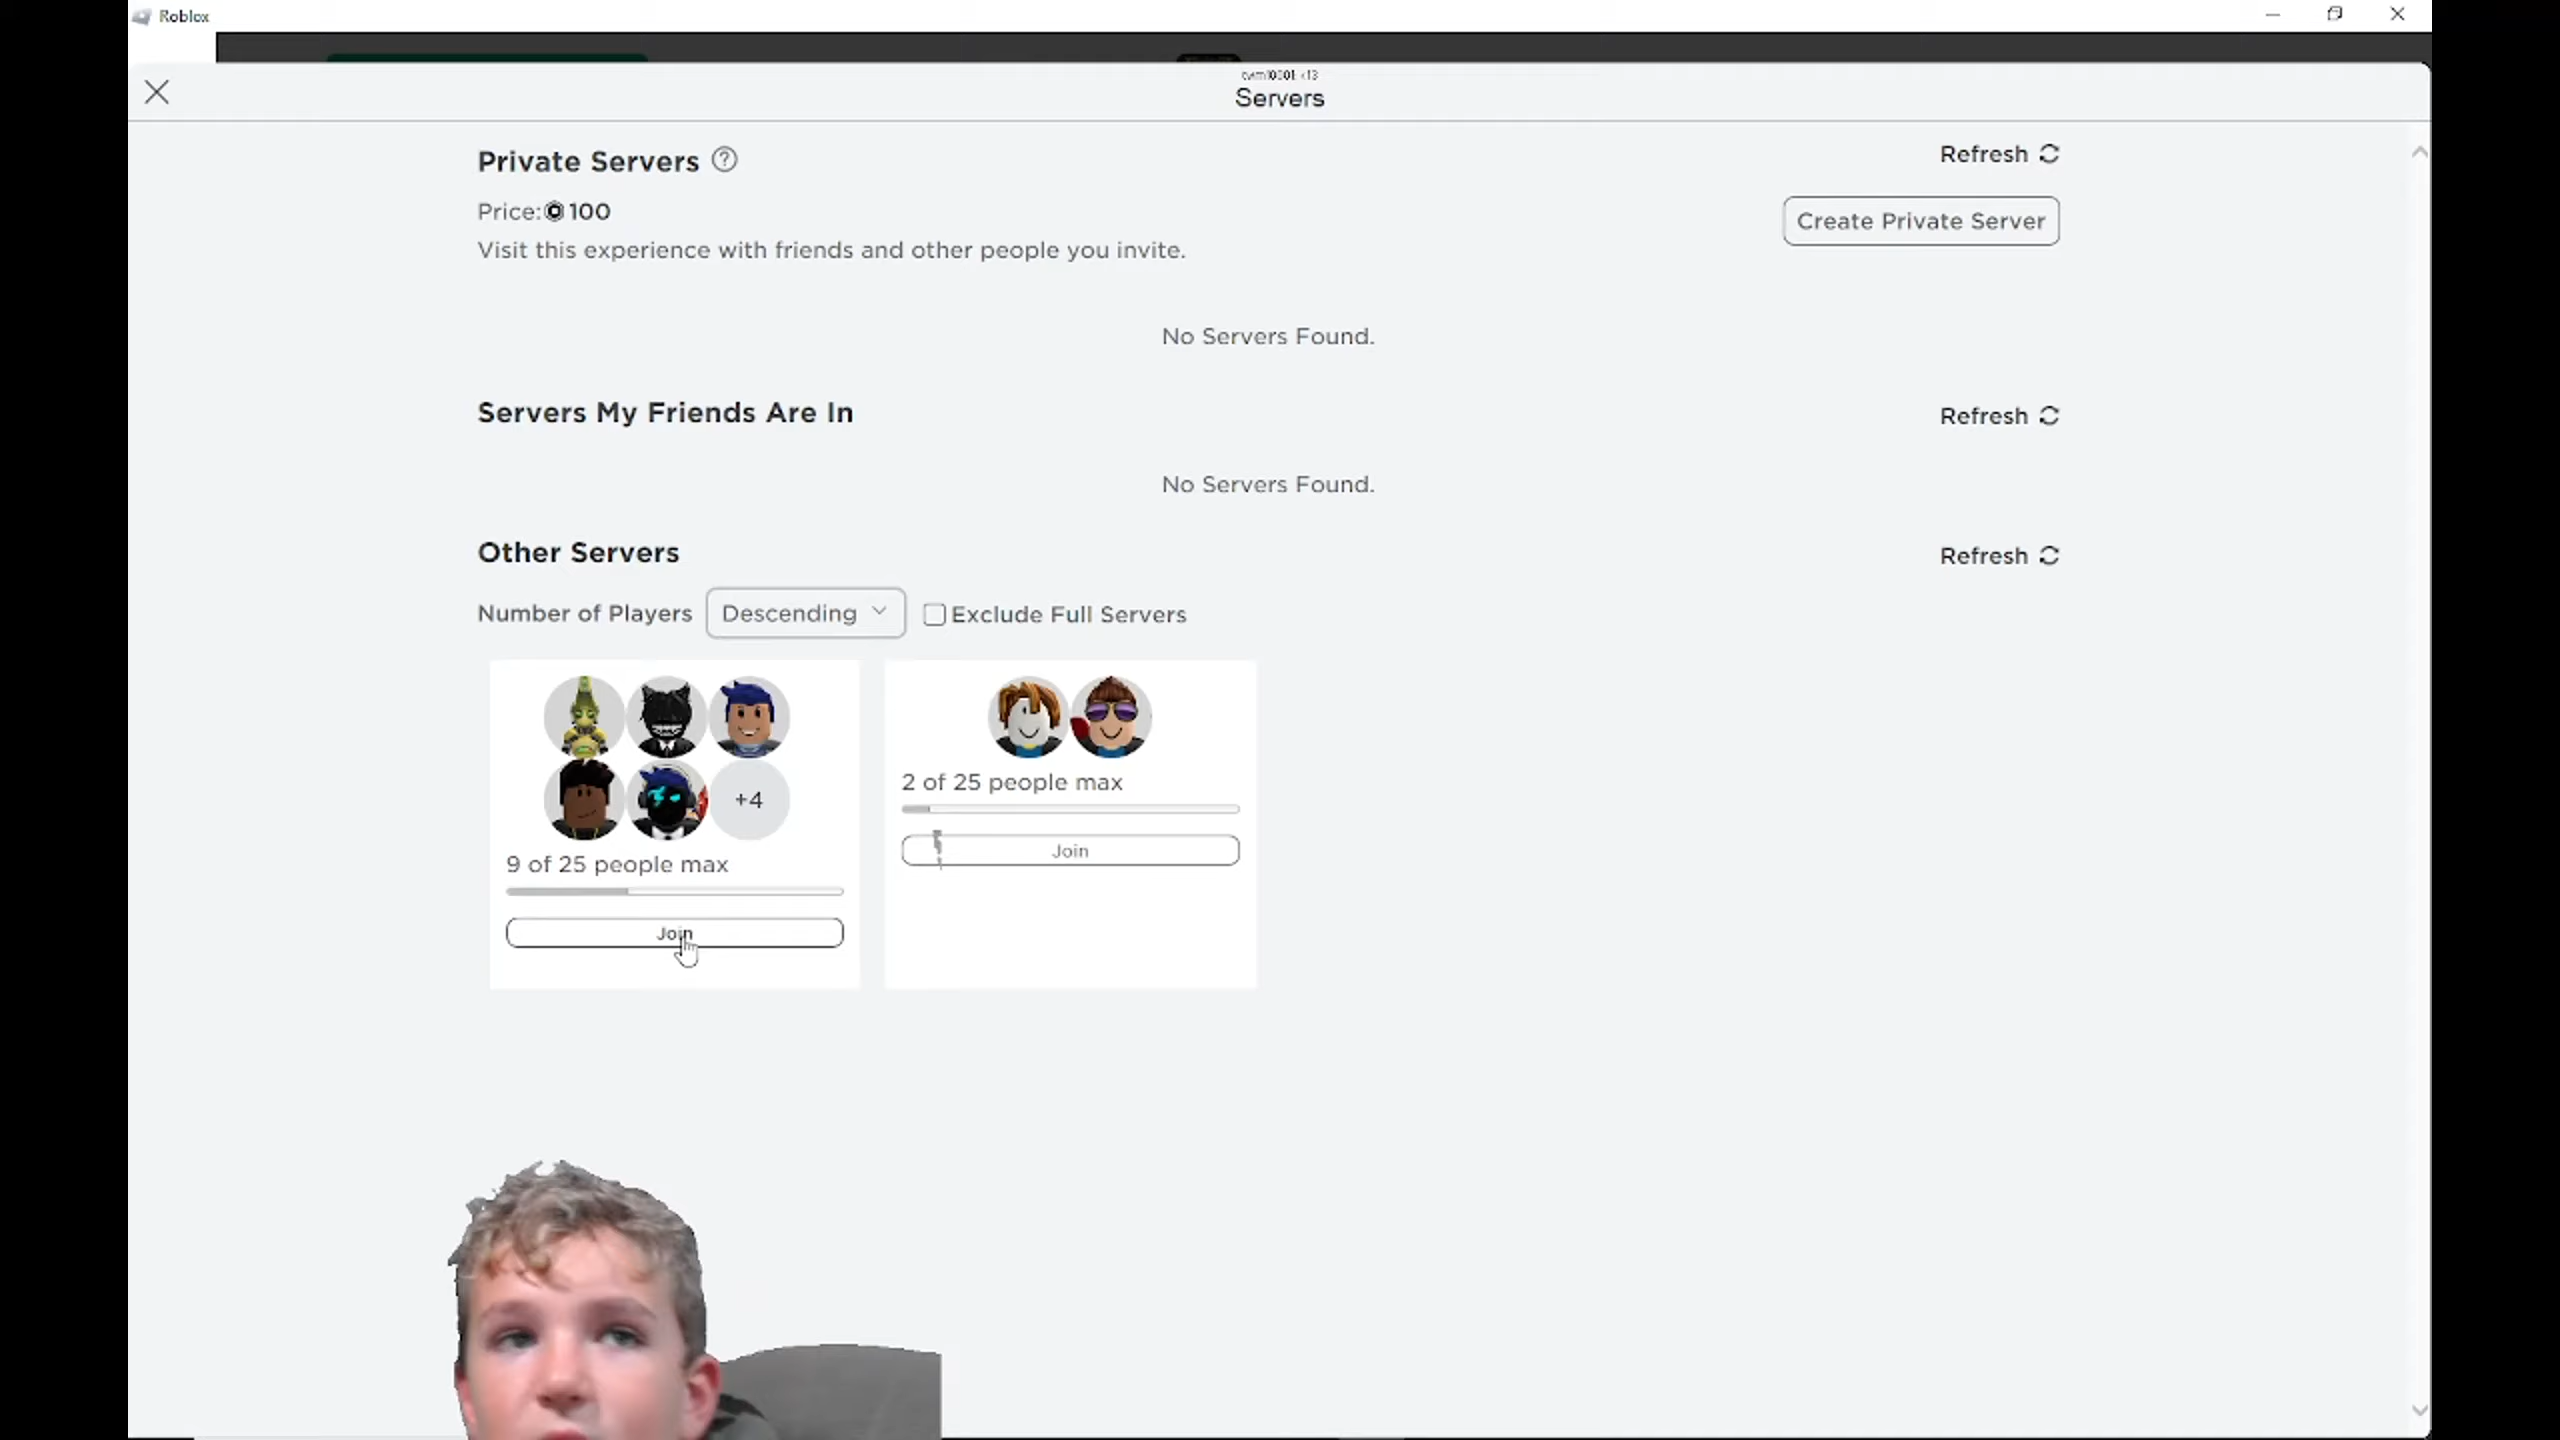 Roblox
Servers
Private Servers
Refresh
Price: 100
Create Private Server
Visit this experience with friends and other people you invite.
No Servers Found.
Servers My Friends Are In
Refresh
No Servers Found.
Other Servers
Refresh
Number of Players Descending Exclude Full Servers
+4
9 of 25 people max
Join
2 of 25 people max
Join